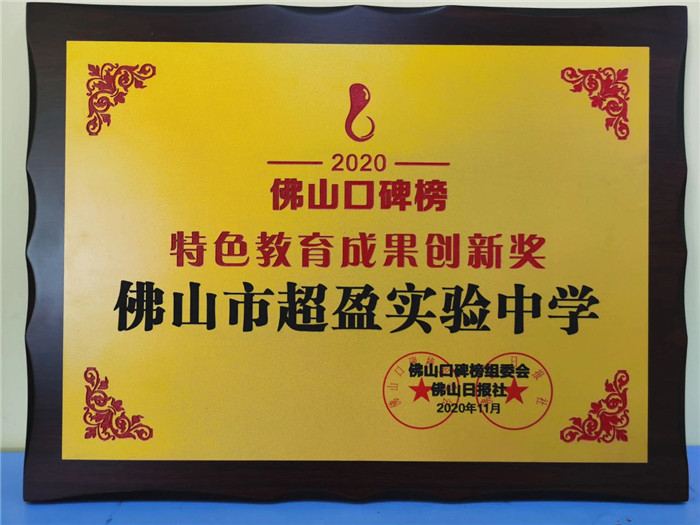 2020
佛山口碑榜
特色教育成果创新奖
佛山市超盈实验中学
佛山口碑榜组委会
佛山日报社
2020年11月